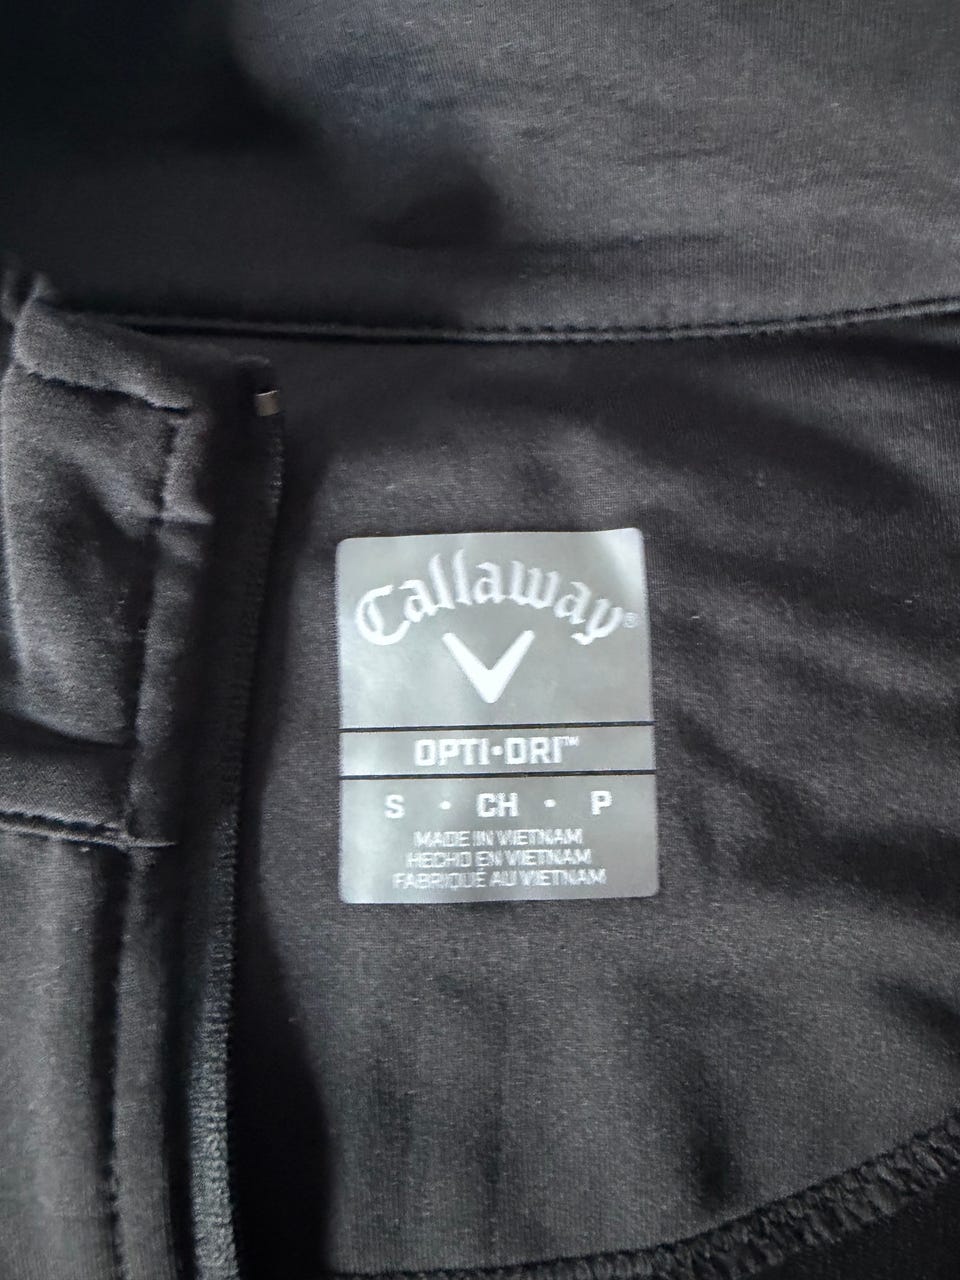 Callaway®
OPTI•DRI™
S • CH • P
MADE IN VIETNAM
HECHO EN VIETNAM
FABRIQUÉ AU VIETNAM